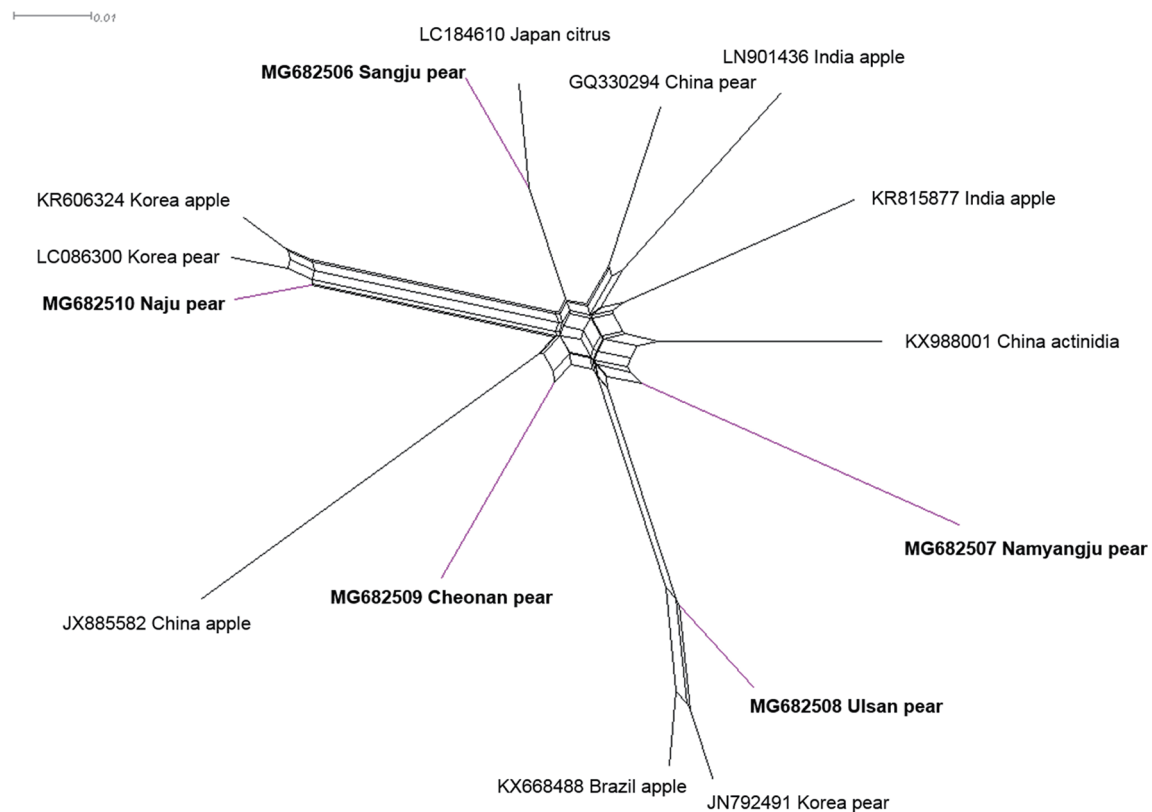 0.01
LC184610 Japan citrus
LN901436 India apple
MG682506 Sangju pear
GQ330294 China pear
KR606324 Korea apple
KR815877 India apple
LC086300 Korea pear
MG682510 Naju pear
KX988001 China actinidia
MG682507 Namyangju pear
MG682509 Cheonan pear
JX885582 China apple
MG682508 Ulsan pear
KX668488 Brazil apple
JN792491 Korea pear